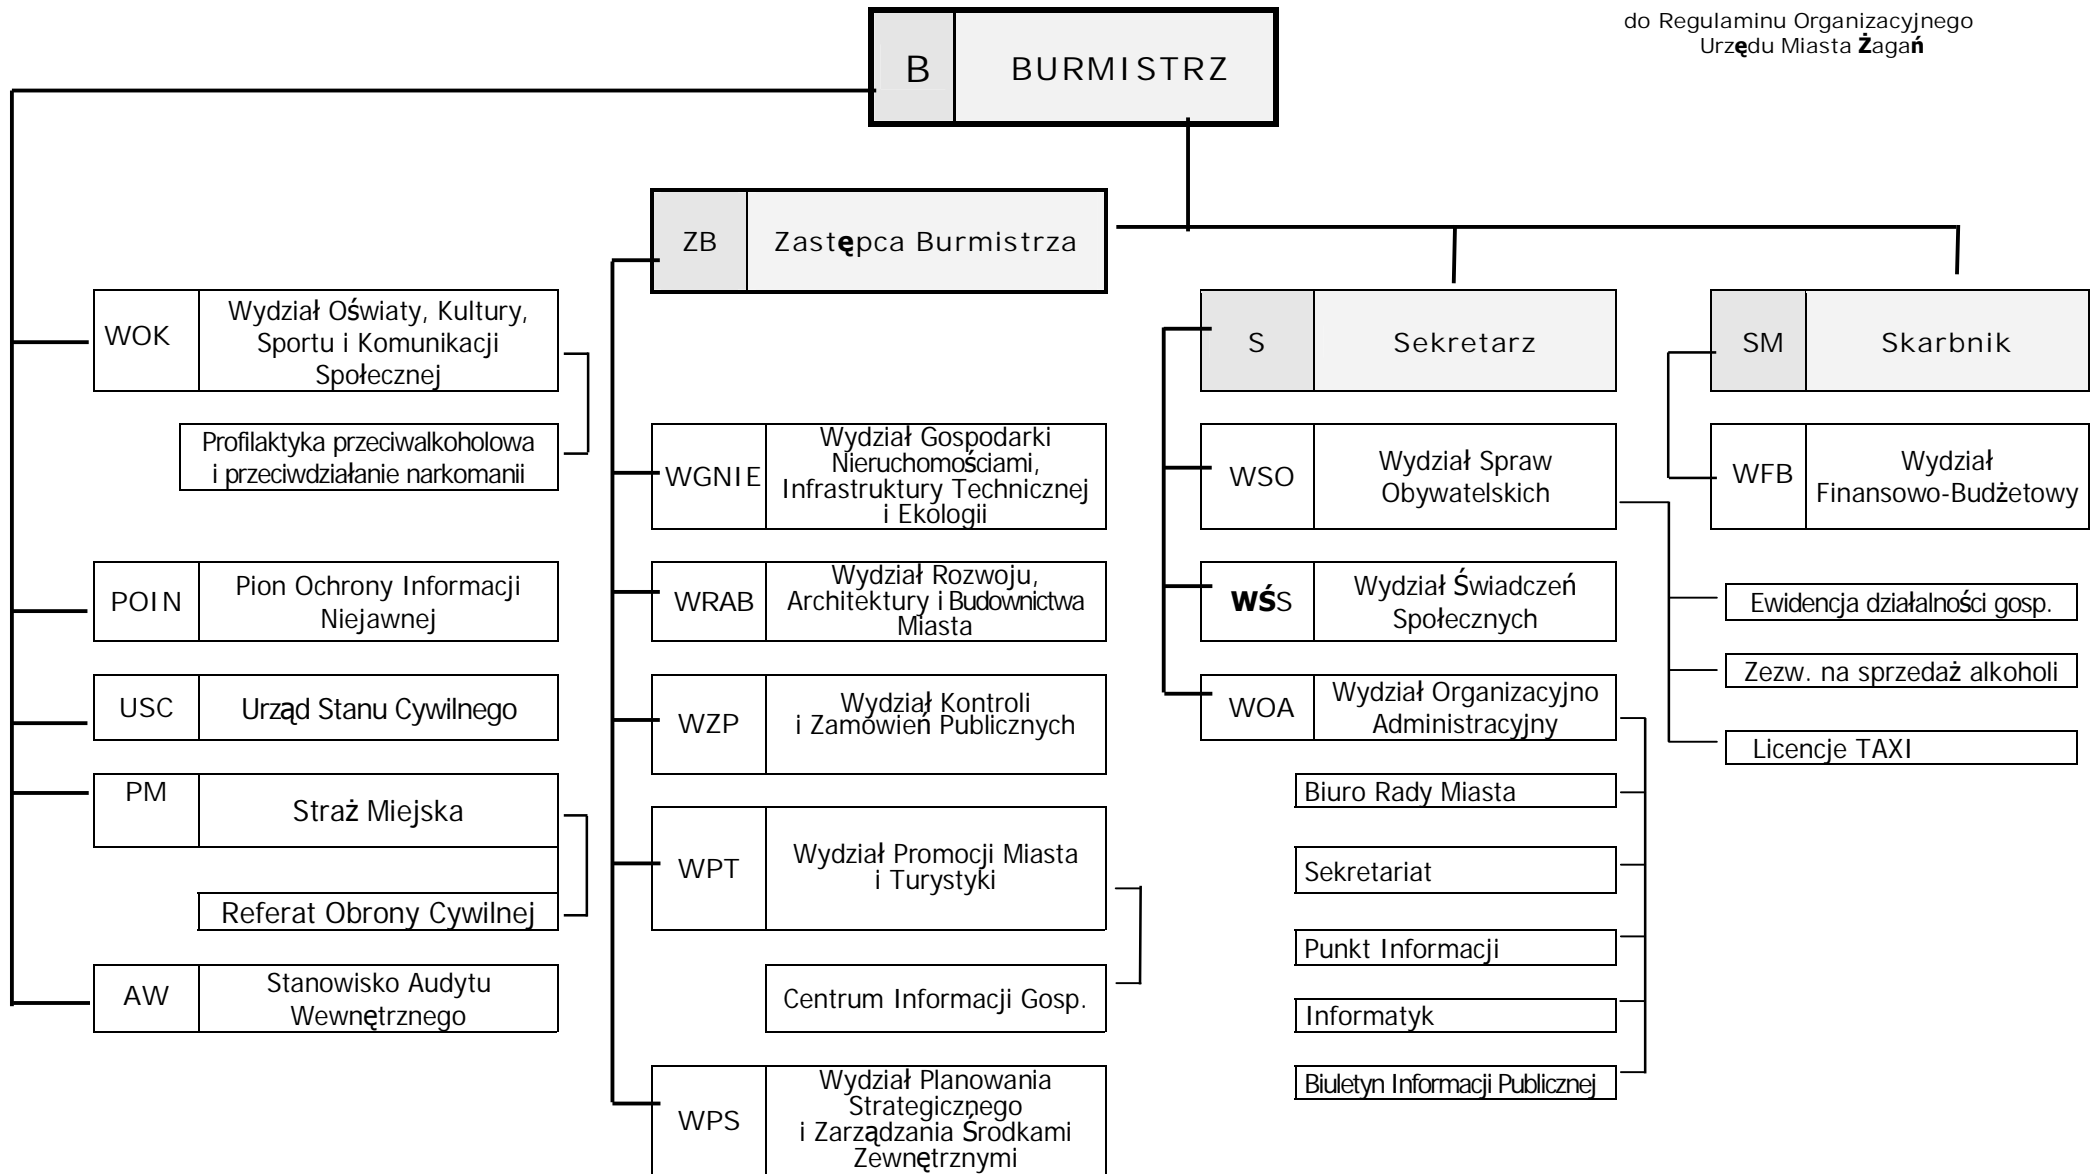 do Regulaminu Organizacyjnego
Urzędu Miasta Żagań
B
BURMISTRZ
ZB
Zastępca Burmistrza
WOK
Wydział Oświaty, Kultury,
Sportu i Komunikacji
Społecznej
Profilaktyka przeciwalkoholowa
i przeciwdziałanie narkomanii
POIN
Pion Ochrony Informacji
Niejawnej
USC
Urząd Stanu Cywilnego
PM
Straż Miejska
Referat Obrony Cywilnej
AW
Stanowisko Audytu
Wewnętrznego
WGNIE
Wydział Gospodarki
Nieruchomościami,
Infrastruktury Technicznej
i Ekologii
WRAB
Wydział Rozwoju,
Architektury i Budownictwa
Miasta
WZP
Wydział Kontroli
i Zamówień Publicznych
WPT
Wydział Promocji Miasta
i Turystyki
Centrum Informacji Gosp.
WPS
Wydział Planowania
Strategicznego
i Zarządzania Środkami
Zewnętrznymi
S
Sekretarz
WSO
Wydział Spraw
Obywatelskich
WŚS
Wydział Świadczeń
Społecznych
WOA
Wydział Organizacyjno
Administracyjny
Biuro Rady Miasta
Sekretariat
Punkt Informacji
Informatyk
Biuletyn Informacji Publicznej
SM
Skarbnik
WFB
Wydział
Finansowo-Budżetowy
Ewidencja działalności gosp.
Zezw. na sprzedaż alkoholi
Licencje TAXI